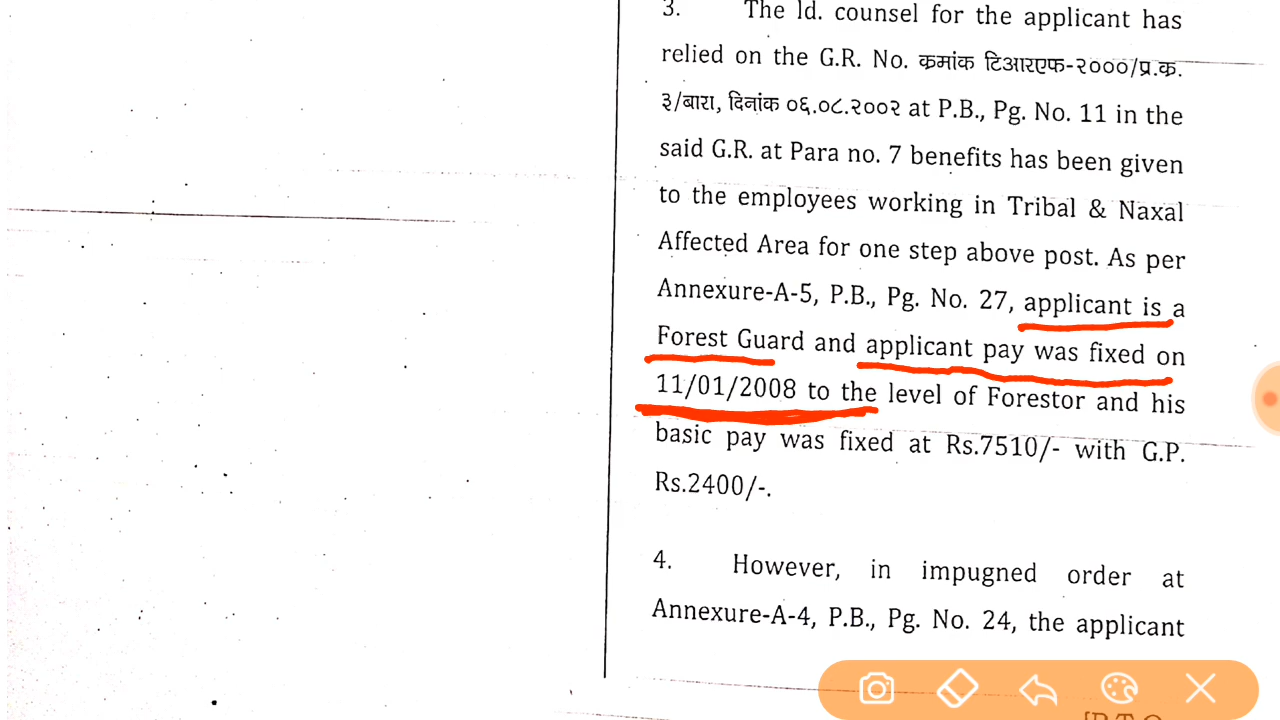 3. The ld. counsel for the applicant has
relied on the G.R. No. क्रमांक टिआरएफ-२०००/प्र.क्र.
३/बारा, दिनांक ०६.०८.२००२ at P.B., Pg. No. 11 in the
said G.R. at Para no. 7 benefits has been given
to the employees working in Tribal & Naxal
Affected Area for one step above post. As per
Annexure-A-5, P.B., Pg. No. 27, applicant is a
Forest Guard and applicant pay was fixed on
11/01/2008 to the level of Forestor and his
basic pay was fixed at Rs.7510/- with G.P.
Rs.2400/-.
4. However, in impugned order at
Annexure-A-4, P.B., Pg. No. 24, the applicant